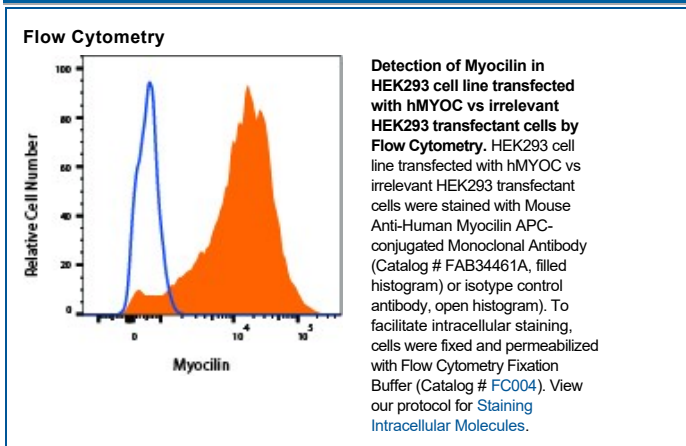 Flow Cytometry
100
80
60
40
20
0
Relative Cell Number
0 10 4 10 5
Myocilin
Detection of Myocilin in
HEK293 cell line transfected
with hMYOC vs irrelevant
HEK293 transfectant cells by
Flow Cytometry. HEK293 cell
line transfected with hMYOC vs
irrelevant HEK293 transfectant
cells were stained with Mouse
Anti-Human Myocilin APC-
conjugated Monoclonal Antibody
(Catalog # FAB34461A, filled
histogram) or isotype control
antibody, open histogram). To
facilitate intracellular staining,
cells were fixed and permeabilized
with Flow Cytometry Fixation
Buffer (Catalog # FC004). View
our protocol for Staining
Intracellular Molecules.